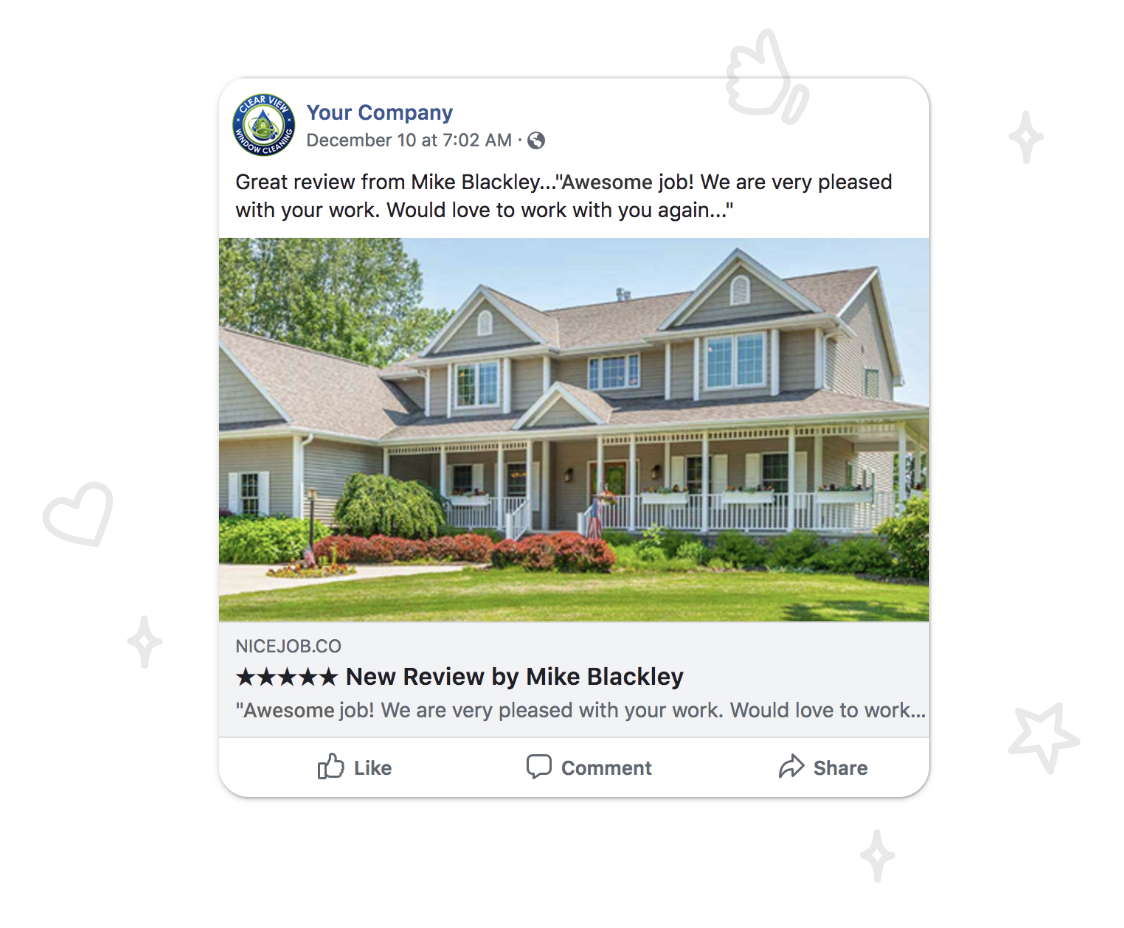 CLEAR VIEW
WINDOW CLEANING
Your Company
December 10 at 7:02 AM ·
Great review from Mike Blackley..."Awesome job! We are very pleased
with your work. Would love to work with you again..."
NICEJOB.CO
★★★★★ New Review by Mike Blackley
"Awesome job! We are very pleased with your work. Would love to work...
Like
Comment
Share